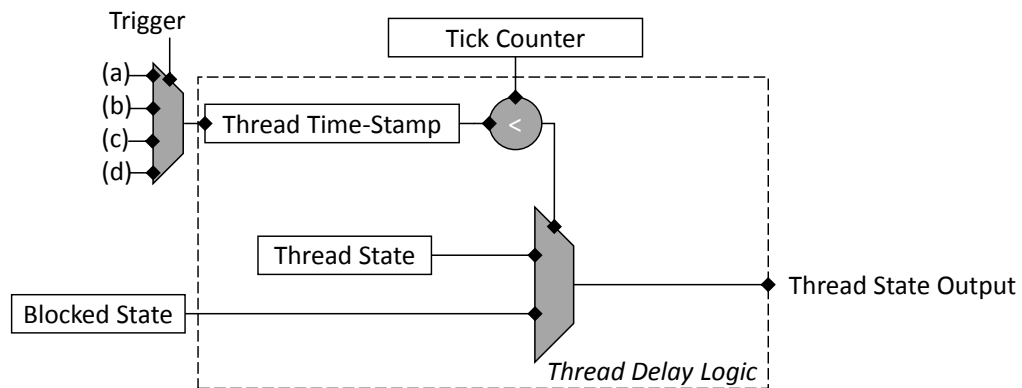 Trigger
Tick Counter
(a)
(b)
(c)
(d)
Thread Time-Stamp
<
Thread State
Thread State Output
Blocked State
Thread Delay Logic